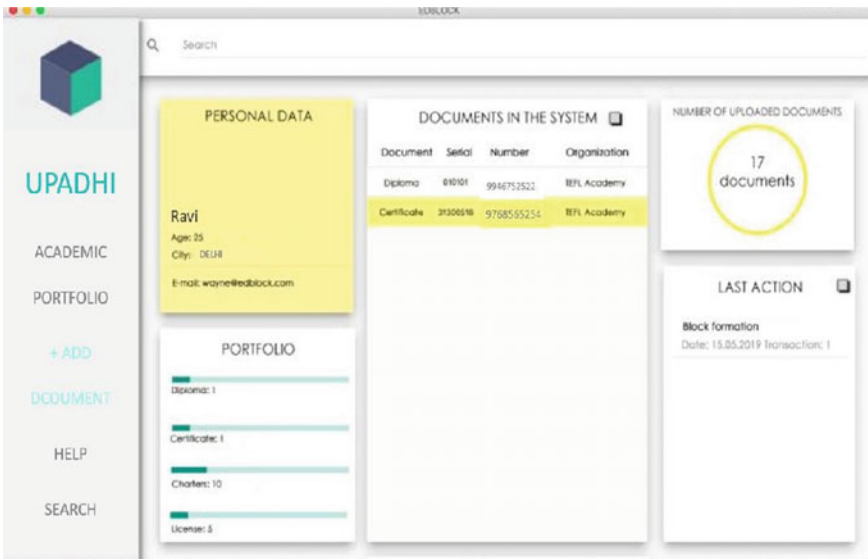 EDBLOCK
Search
UPADHI
ACADEMIC
PORTFOLIO
+ ADD
DCOUMENT
HELP
SEARCH
PERSONAL DATA
Ravi
Age: 25
City: DELHI
E-mail: wayne@edblock.com
PORTFOLIO
Diploma: 1
Certificate: 1
Charters: 10
License: 5
DOCUMENTS IN THE SYSTEM
Document Serial Number Organization
Diploma 010101 9946752522 TEFL Academy
Certificate 31300516 9768565254 TEFL Academy
NUMBER OF UPLOADED DOCUMENTS
17
documents
LAST ACTION
Block formation
Date: 15.05.2019 Transaction: 1